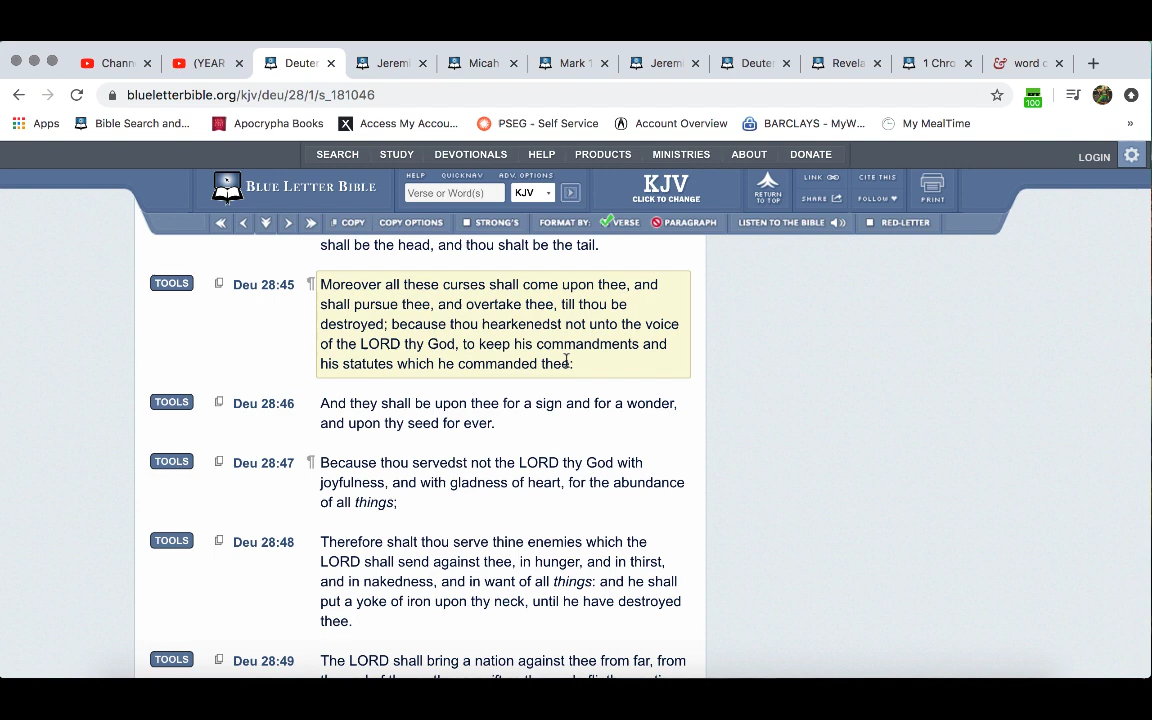 Chann
(YEAR
Deuter
Jeremi
Micah
Mark 1
Jeremi
Deuter
Revela
1 Chro
word c
blueletterbible.org/kjv/deu/28/1/s_181046
100
Apps
Bible Search and...
Apocrypha Books
Access My Accou...
PSEG - Self Service
Account Overview
BARCLAYS - MyW...
My MealTime
»
SEARCH STUDY DEVOTIONALS HELP PRODUCTS MINISTRIES ABOUT DONATE
LOGIN
BLUE LETTER BIBLE
HELP QUICKNAV ADV. OPTIONS
Verse or Word(s) KJV
KJV
CLICK TO CHANGE
RETURN
TO TOP
LINK CITE THIS
SHARE FOLLOW
PRINT
COPY COPY OPTIONS STRONG'S FORMAT BY: VERSE PARAGRAPH LISTEN TO THE BIBLE RED-LETTER
shall be the head, and thou shalt be the tail.
TOOLS Deu 28:45 ¶ Moreover all these curses shall come upon thee, and
shall pursue thee, and overtake thee, till thou be
destroyed; because thou hearkenedst not unto the voice
of the LORD thy God, to keep his commandments and
his statutes which he commanded thee:
TOOLS Deu 28:46 And they shall be upon thee for a sign and for a wonder,
and upon thy seed for ever.
TOOLS Deu 28:47 ¶ Because thou servedst not the LORD thy God with
joyfulness, and with gladness of heart, for the abundance
of all things;
TOOLS Deu 28:48 Therefore shalt thou serve thine enemies which the
LORD shall send against thee, in hunger, and in thirst,
and in nakedness, and in want of all things: and he shall
put a yoke of iron upon thy neck, until he have destroyed
thee.
TOOLS Deu 28:49 The LORD shall bring a nation against thee from far, from